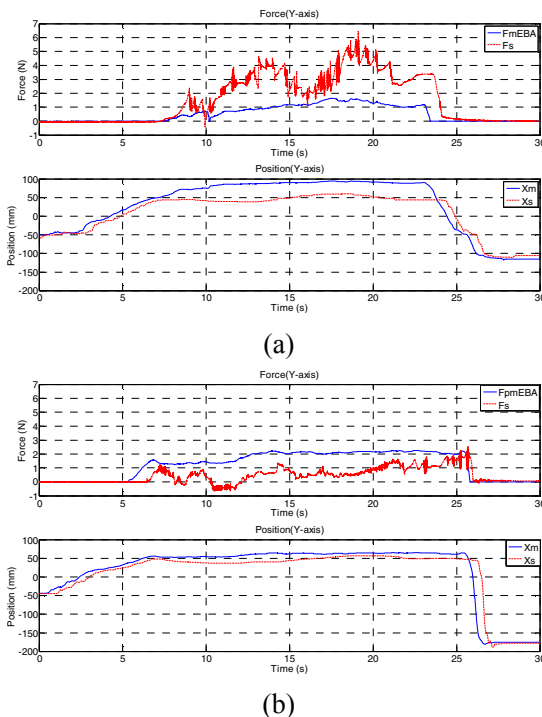 Force(Y-axis)
Force (N)
7
6
5
4
3
2
1
0
-1
FmEBA
Fs
0 5 10 15 20 25 30
Time (s)
Position(Y-axis)
Position (mm)
100
50
0
-50
-100
-150
-200
Xm
Xs
0 5 10 15 20 25 30
Time (s)
(a)
Force(Y-axis)
Force (N)
7
6
5
4
3
2
1
0
-1
FpmEBA
Fs
0 5 10 15 20 25 30
Time (s)
Position(Y-axis)
Position (mm)
100
50
0
-50
-100
-150
-200
Xm
Xs
0 5 10 15 20 25 30
Time (s)
(b)